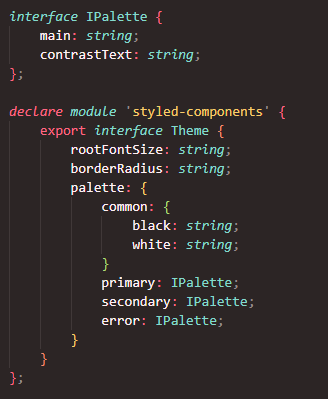 interface IPalette {
    main: string;
    contrastText: string;
};

declare module 'styled-components' {
    export interface Theme {
        rootFontSize: string;
        borderRadius: string;
        palette: {
            common: {
                black: string;
                white: string;
            }
            primary: IPalette;
            secondary: IPalette;
            error: IPalette;
        }
    }
};